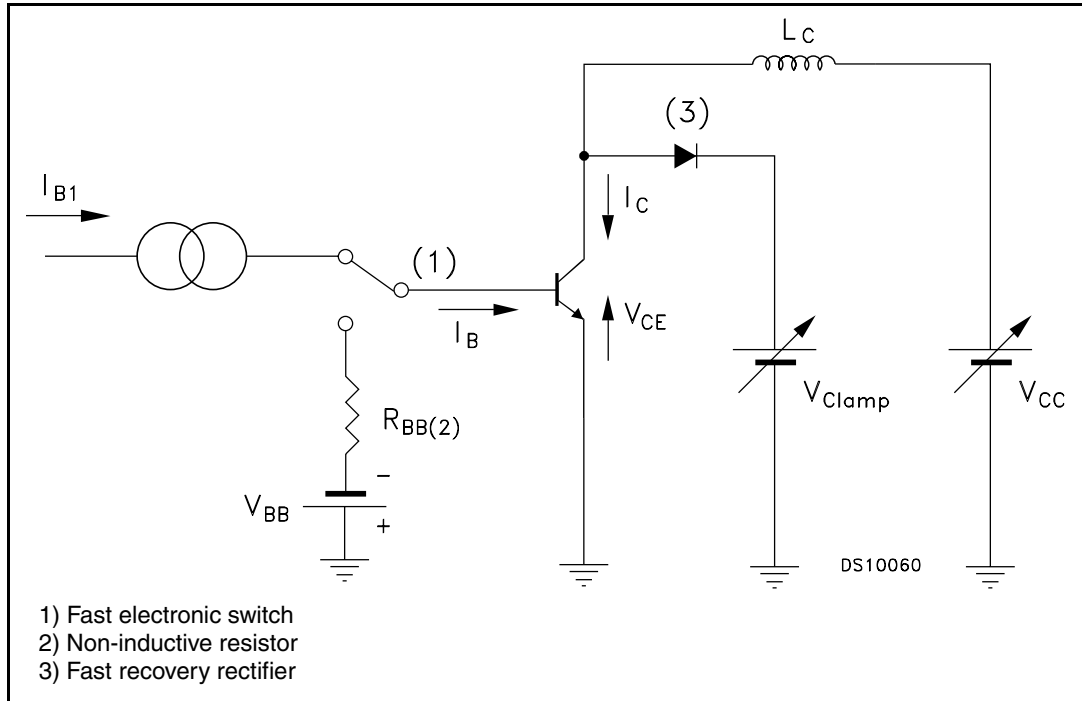 L C
(3)
I B1
I C
(1)
V CE
I B
V Clamp
V CC
R BB(2)
–
V BB
+
DS10060
1) Fast electronic switch
2) Non-inductive resistor
3) Fast recovery rectifier